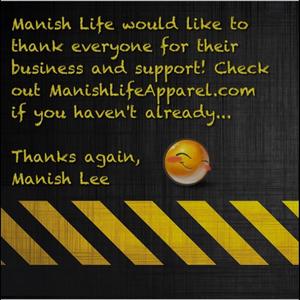 Manish Life would like to
thank everyone for their
business and support! Check
out ManishLifeApparel.com
if you haven't already...
Thanks again,
Manish Lee